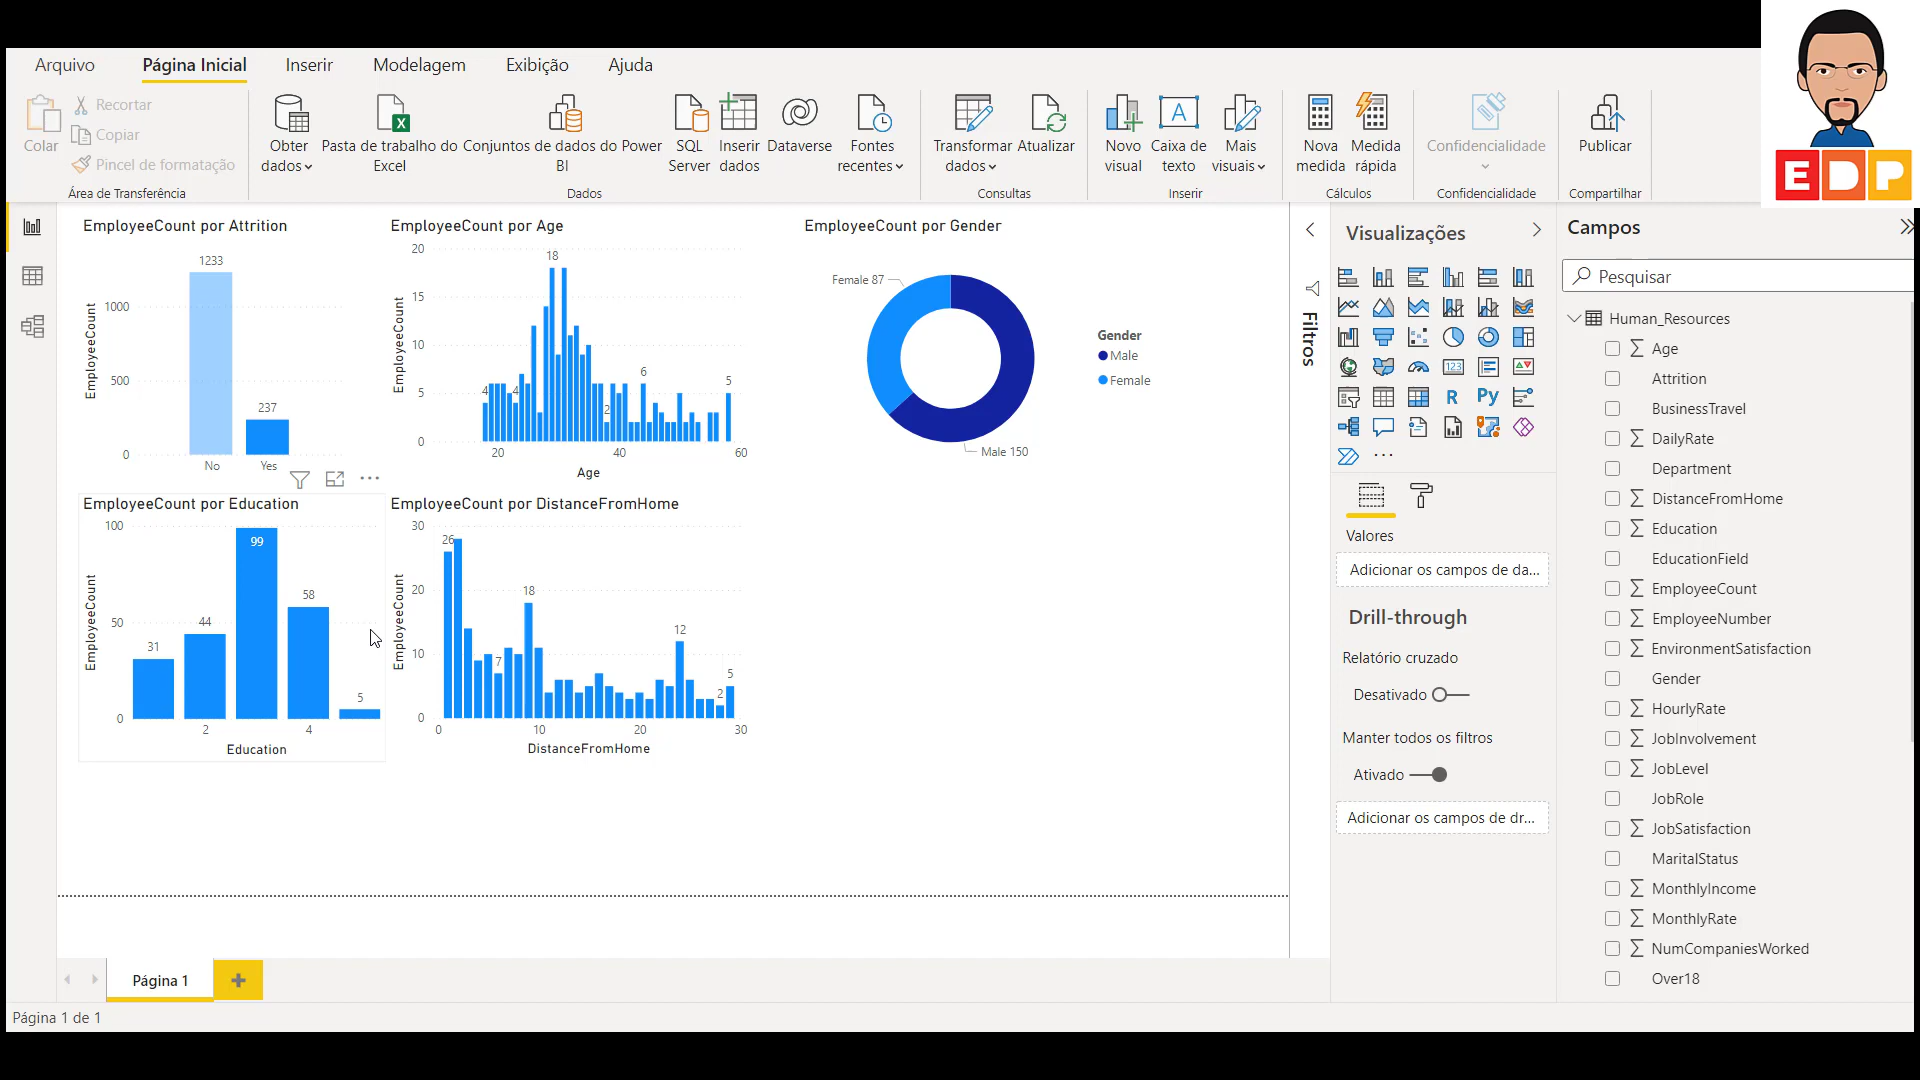 Arquivo Página Inicial Inserir Modelagem Exibição Ajuda
Colar
Recortar
Copiar
Pincel de formatação
Área de Transferência
Obter dados
Pasta de trabalho do Excel
Conjuntos de dados do Power BI
SQL Server
Inserir dados
Dataverse
Fontes recentes
Dados
Transformar dados
Atualizar
Consultas
Novo visual
Caixa de texto
Mais visuais
Inserir
Nova medida
Medida rápida
Cálculos
Confidencialidade
Confidencialidade
Publicar
Compartilhar
EDP
EmployeeCount por Attrition
EmployeeCount
1000
500
0
1233
237
No Yes
EmployeeCount por Age
EmployeeCount
20
15
10
5
0
4 4 18 2 6 5
20 40 60
Age
EmployeeCount por Gender
Female 87
Male 150
Gender
Male
Female
EmployeeCount por Education
EmployeeCount
100
50
0
31 44 99 58 5
2 4
Education
EmployeeCount por DistanceFromHome
EmployeeCount
30
20
10
0
26 7 18 12 2 5
0 10 20 30
DistanceFromHome
Página 1
+
Página 1 de 1
Filtros
Visualizações
123
R Py
Valores
Adicionar os campos de da...
Drill-through
Relatório cruzado
Desativado
Manter todos os filtros
Ativado
Adicionar os campos de dr...
Campos
Pesquisar
Human_Resources
∑ Age
Attrition
BusinessTravel
∑ DailyRate
Department
∑ DistanceFromHome
∑ Education
EducationField
∑ EmployeeCount
∑ EmployeeNumber
∑ EnvironmentSatisfaction
Gender
∑ HourlyRate
∑ JobInvolvement
∑ JobLevel
JobRole
∑ JobSatisfaction
MaritalStatus
∑ MonthlyIncome
∑ MonthlyRate
∑ NumCompaniesWorked
Over18